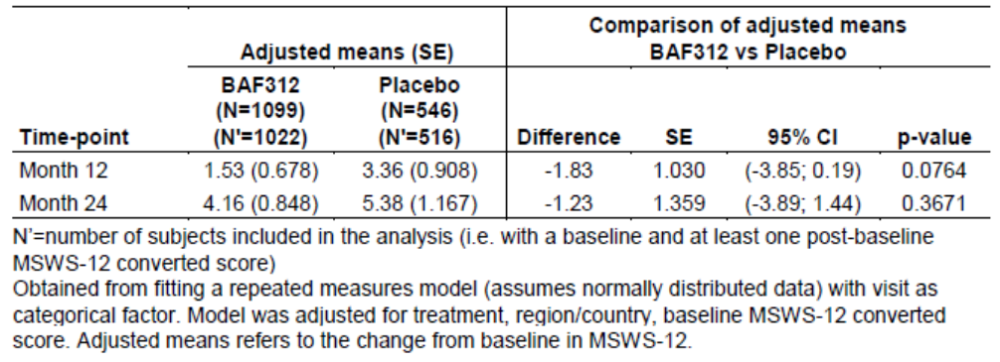 Comparison of adjusted means
Adjusted means (SE) BAF312 vs Placebo
BAF312 Placebo
(N=1099) (N=546)
Time-point (N'=1022) (N'=516) Difference SE 95% CI p-value
Month 12 1.53 (0.678) 3.36 (0.908) -1.83 1.030 (-3.85; 0.19) 0.0764
Month 24 4.16 (0.848) 5.38 (1.167) -1.23 1.359 (-3.89; 1.44) 0.3671
N'=number of subjects included in the analysis (i.e. with a baseline and at least one post-baseline
MSWS-12 converted score)
Obtained from fitting a repeated measures model (assumes normally distributed data) with visit as
categorical factor. Model was adjusted for treatment, region/country, baseline MSWS-12 converted
score. Adjusted means refers to the change from baseline in MSWS-12.